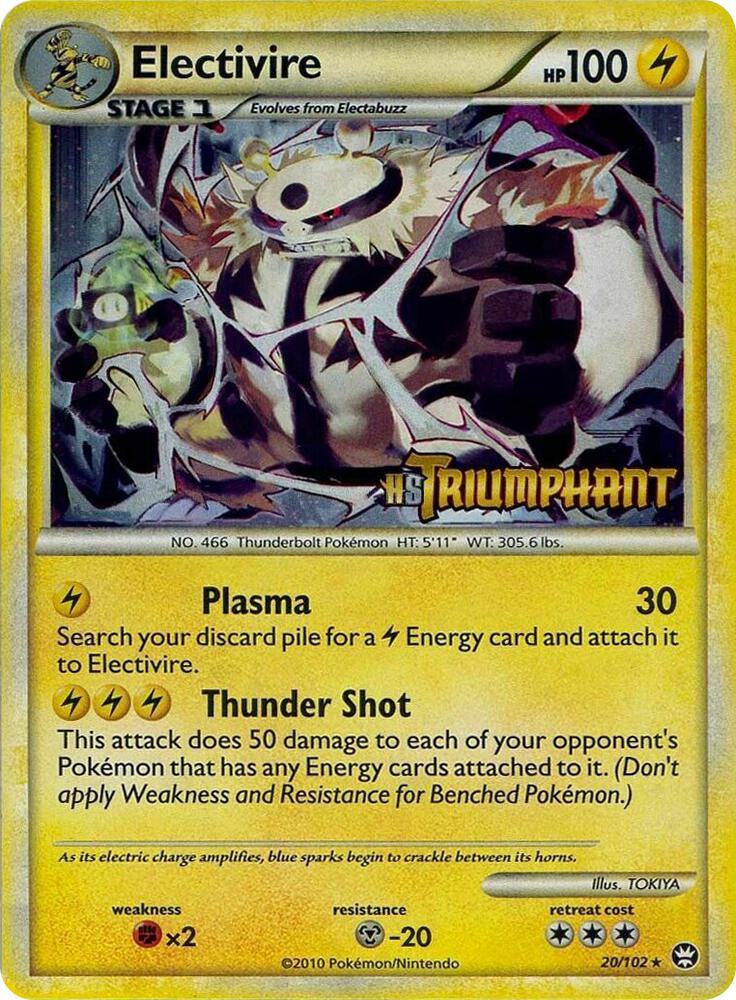 Electivire
HP100
STAGE 1
Evolves from Electabuzz
HS TRIUMPHANT
NO. 466 Thunderbolt Pokémon HT: 5'11" WT: 305.6 lbs.
Plasma 30
Search your discard pile for a Energy card and attach it
to Electivire.
Thunder Shot
This attack does 50 damage to each of your opponent's
Pokémon that has any Energy cards attached to it. (Don't
apply Weakness and Resistance for Benched Pokémon.)
As its electric charge amplifies, blue sparks begin to crackle between its horns.
Illus. TOKIYA
weakness resistance retreat cost
×2 -20
©2010 Pokémon/Nintendo
20/102 ★